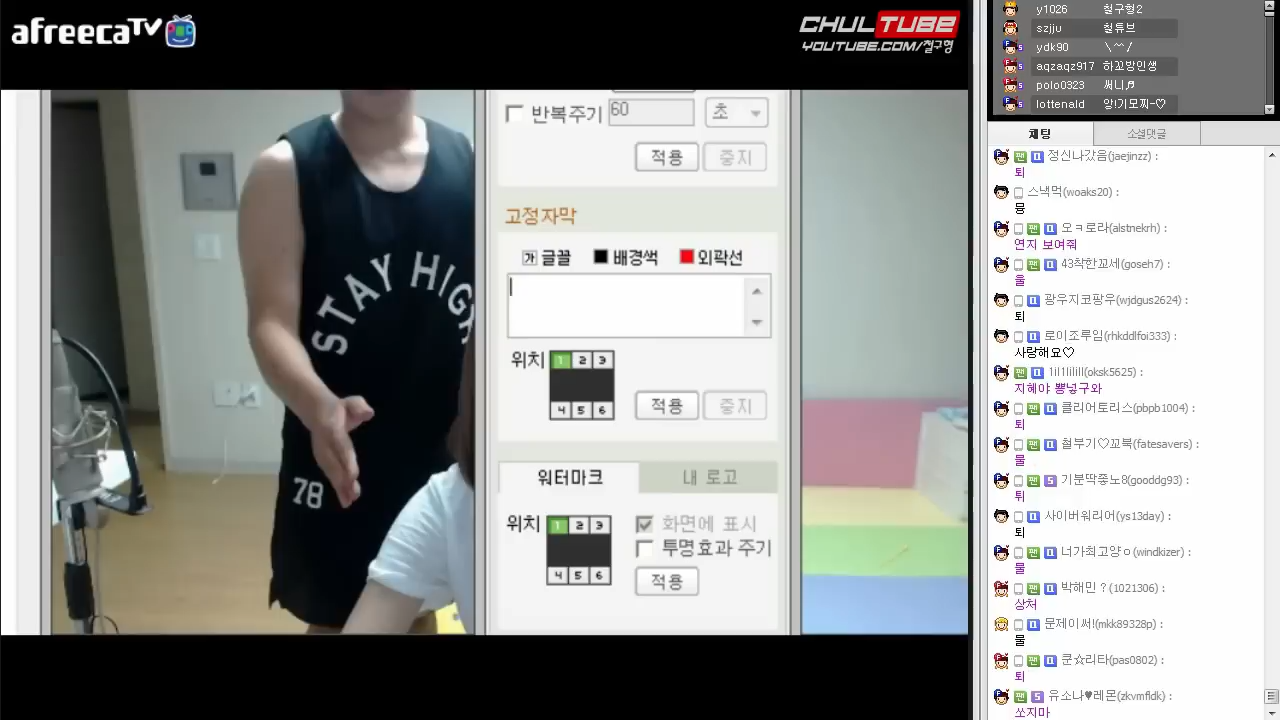 afreecaTV
CHULTUBE
YOUTUBE.COM/철구형
y1026 철구형2
szjju 철튜브
ydk90 \^^/
aqzaqz917 하꼬방인생
polo0323 써니♬
lottenaid 앙!기모찌~♡
반복주기 60 초
적용 중지
고정자막
가 글꼴 배경색 외곽선
위치 1 2 3
4 5 6
적용 중지
워터마크 내 로고
위치 1 2 3
4 5 6
화면에 표시
투명효과 주기
적용
STAY HIGH
78
채팅 소셜댓글
정신나갔음(jaejinzz) :
퇴
스낵먹(woaks20) :
믕
오ㅋ로라(alstnekrh) :
연지 보여줘
43착한꼬세(goseh7) :
울
광우지코팡우(wjdgus2624) :
퇴
로이조루임(rhkddlfoi333) :
사랑해요♡
1il1lilill(oksk5625) :
지혜야 뽕넣구와
클리어로리스(pbpb1004) :
퇴
철부기♡꼬북(fatesavers) :
물
기분딱좋노8(gooddg93) :
튀
사이버워리어(ys13day) :
퇴
너가최고양ㅇ(windkizer) :
물
박해민 ?(1021306) :
상처
문제이써!(mkk89328p) :
물
쿤☆리타(pas0802) :
퇴
유소나♥레몬(zkvmfldk) :
쪼지마